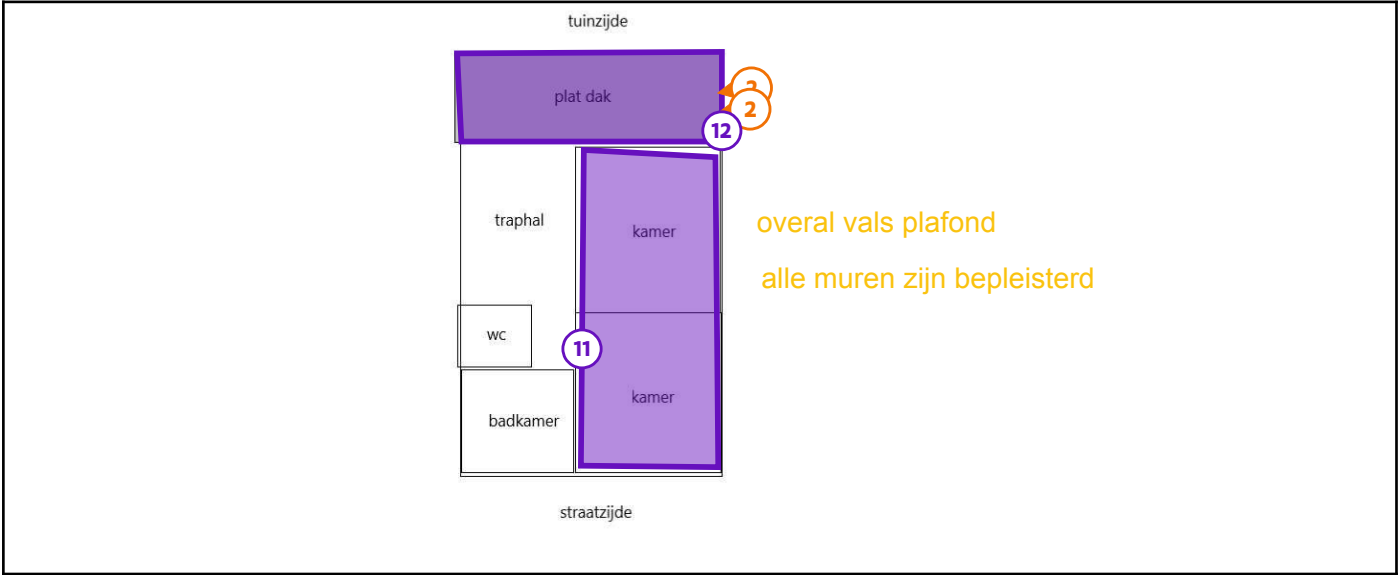 tuinzijde
plat dak
2
12
traphal
kamer
overal vals plafond
alle muren zijn bepleisterd
wc
11
kamer
badkamer
straatzijde